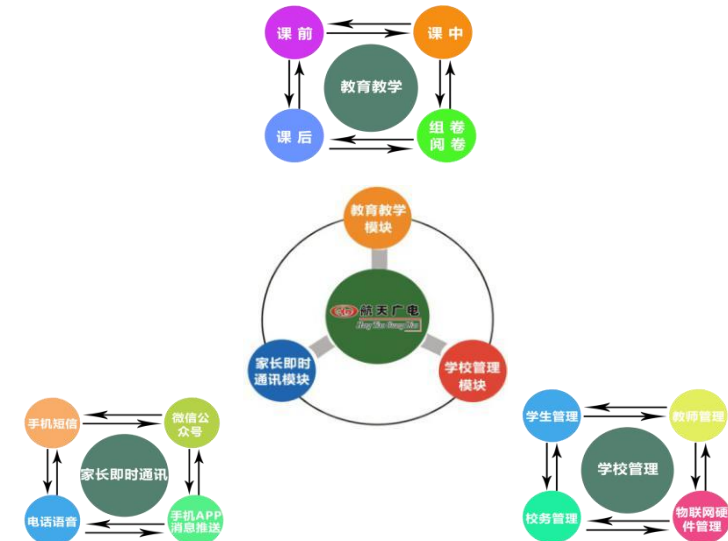 课 前
课 中
教育教学
课 后
组 卷
阅 卷
教育教学
模块
航天广电
Hang Tian Guang Dian
家长即时
通讯模块
学校管理
模块
手机短信
微信公
众号
家长即时通讯
电话语音
手机APP
消息推送
学生管理
教师管理
学校管理
校务管理
物联网硬
件管理